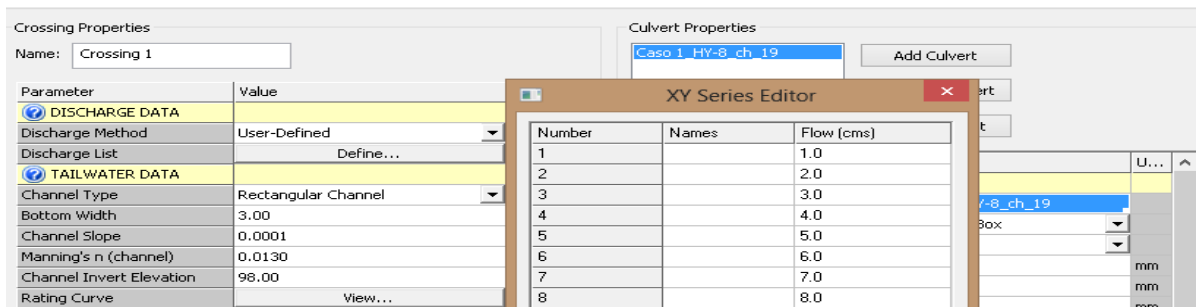 Crossing Properties
Name: Crossing 1
Parameter Value
DISCHARGE DATA
Discharge Method User-Defined
Discharge List Define...
TAILWATER DATA
Channel Type Rectangular Channel
Bottom Width 3.00
Channel Slope 0.0001
Manning's n (channel) 0.0130
Channel Invert Elevation 98.00
Rating Curve View...
Culvert Properties
Caso 1_HY-8_ch_19
Add Culvert
XY Series Editor
Number Names Flow (cms)
1 1.0
2 2.0
3 3.0
4 4.0
5 5.0
6 6.0
7 7.0
8 8.0
ert
t
U...
Y-8_ch_19
Box
mm
mm
mm